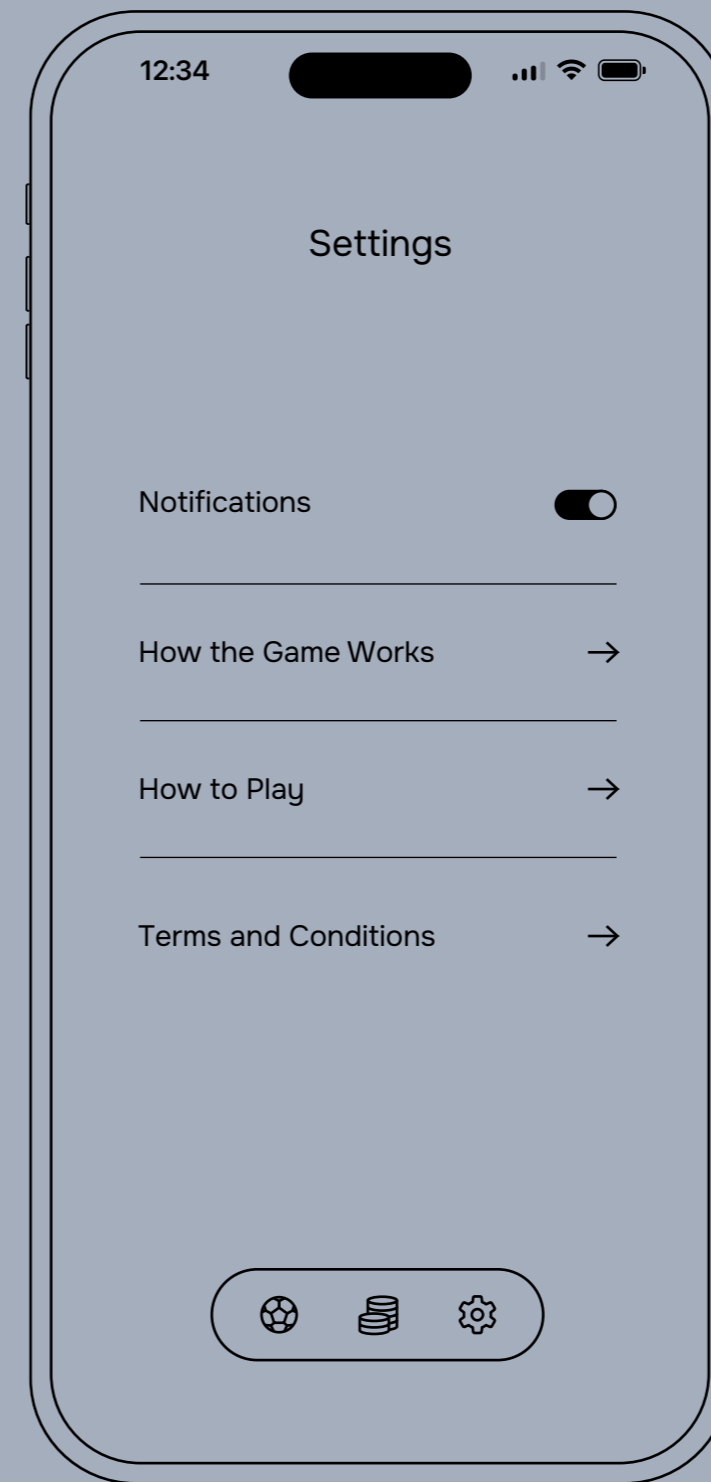 12:34
Settings
Notifications
How the Game Works
How to Play
Terms and Conditions